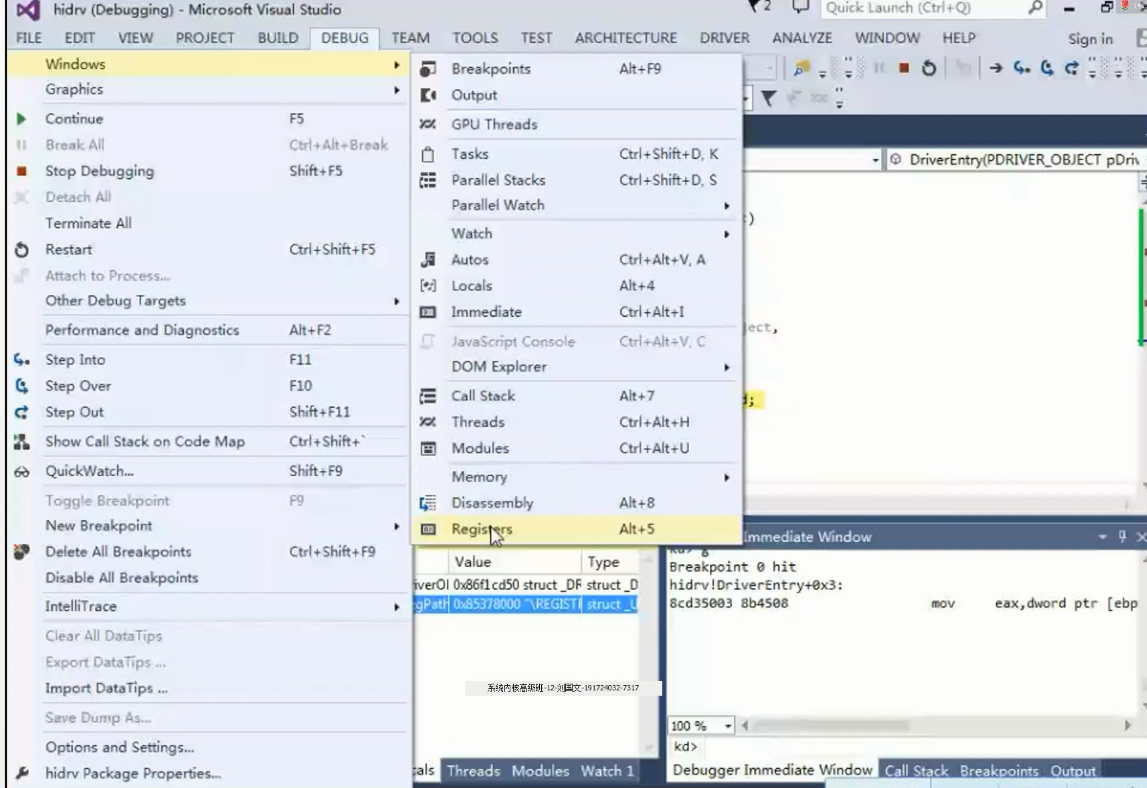 hidrv (Debugging) - Microsoft Visual Studio
2
Quick Launch (Ctrl+Q)
FILE EDIT VIEW PROJECT BUILD DEBUG TEAM TOOLS TEST ARCHITECTURE DRIVER ANALYZE WINDOW HELP Sign in
Windows
Graphics
Continue F5
Break All Ctrl+Alt+Break
Stop Debugging Shift+F5
Detach All
Terminate All
Restart Ctrl+Shift+F5
Attach to Process...
Other Debug Targets
Performance and Diagnostics Alt+F2
Step Into F11
Step Over F10
Step Out Shift+F11
Show Call Stack on Code Map Ctrl+Shift+`
QuickWatch... Shift+F9
Toggle Breakpoint F9
New Breakpoint
Delete All Breakpoints Ctrl+Shift+F9
Disable All Breakpoints
IntelliTrace
Clear All DataTips
Export DataTips ...
Import DataTips ...
Save Dump As...
Options and Settings...
hidrv Package Properties...
Breakpoints Alt+F9
Output
GPU Threads
Tasks Ctrl+Shift+D, K
Parallel Stacks Ctrl+Shift+D, S
Parallel Watch
Watch
Autos Ctrl+Alt+V, A
Locals Alt+4
Immediate Ctrl+Alt+I
JavaScript Console Ctrl+Alt+V, C
DOM Explorer
Call Stack Alt+7
Threads Ctrl+Alt+H
Modules Ctrl+Alt+U
Memory
Disassembly Alt+8
Registers Alt+5
DriverEntry(PDRIVER_OBJECT pDriv
:)
ject,
d;
Value Type
iverOl 0x86f1cd50 struct _DR struct _D
gPath 0x85378000 "\REGISTI struct _U
系统内核高级班-12-刘国文-191724032-7317
als Threads Modules Watch 1
Immediate Window
kd> g
Breakpoint 0 hit
hidrv!DriverEntry+0x3:
8cd35003 8b4508 mov eax,dword ptr [ebp
100 %
kd>
Debugger Immediate Window Call Stack Breakpoints Output